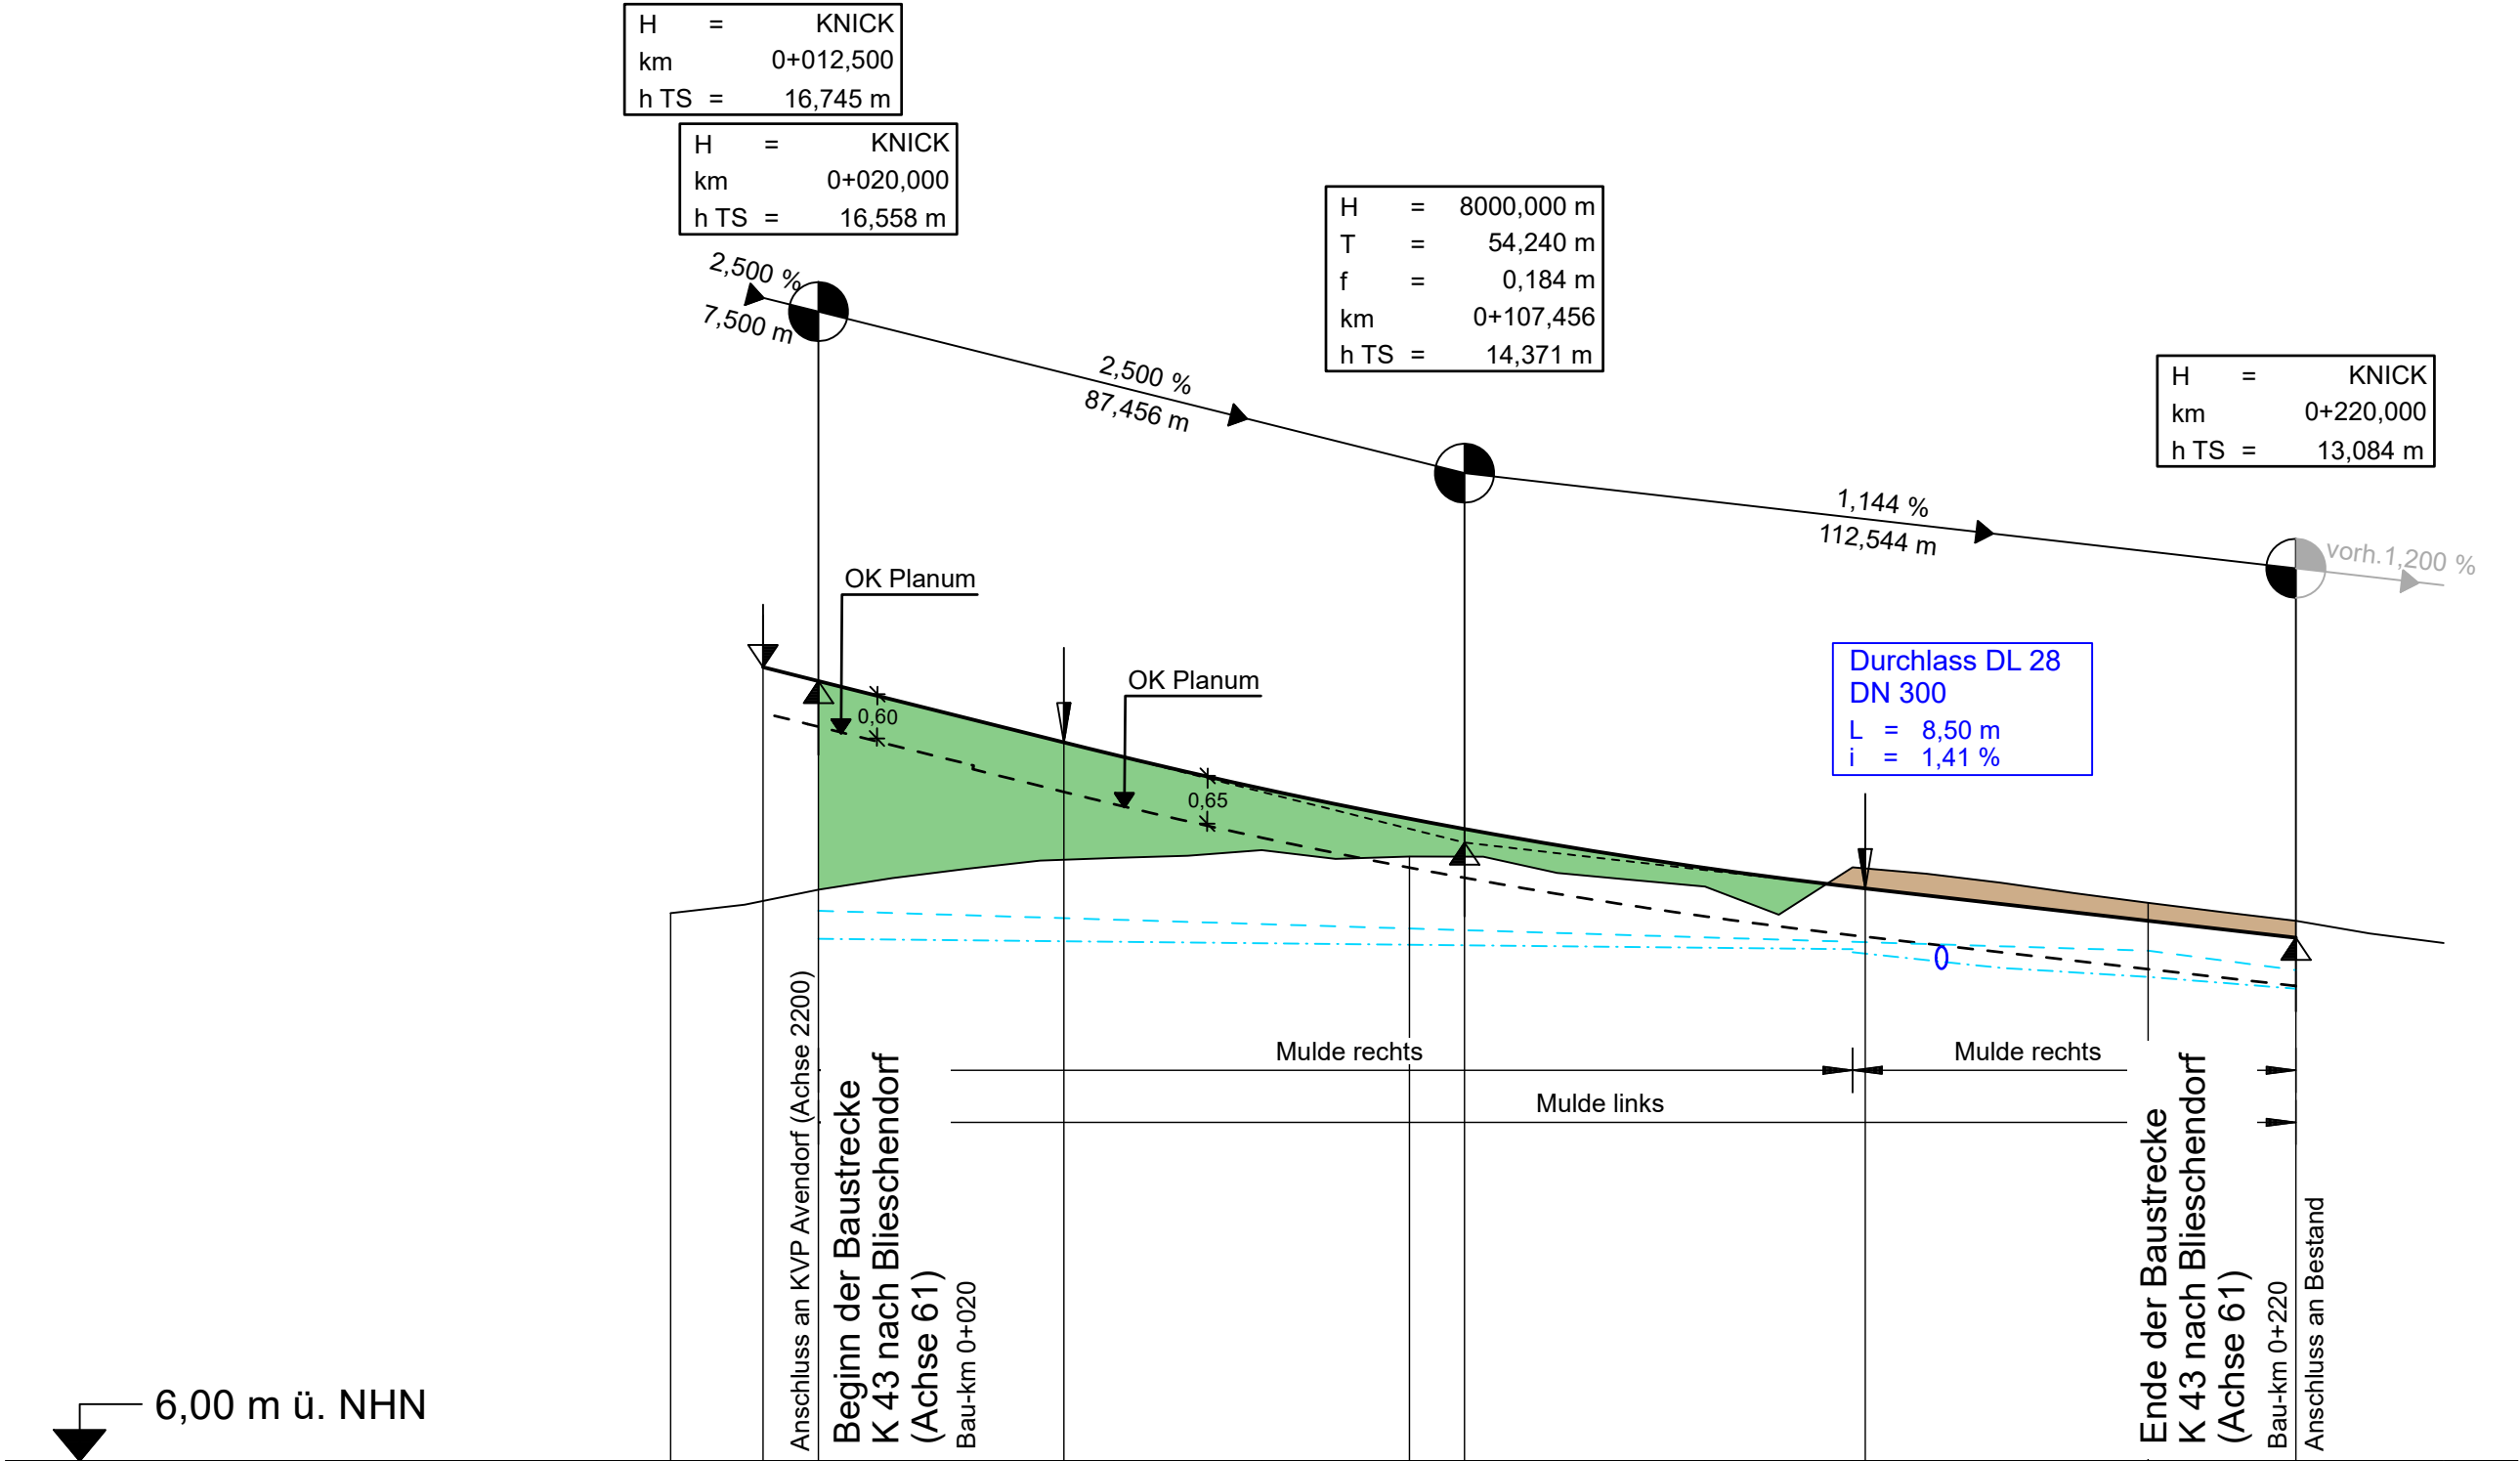 H = KNICK
km 0+012,500
h TS = 16,745 m
H = KNICK
km 0+020,000
h TS = 16,558 m
2,500 %
7,500 m
2,500 %
87,456 m
H = 8000,000 m
T = 54,240 m
f = 0,184 m
km 0+107,456
h TS = 14,371 m
1,144 %
112,544 m
H = KNICK
km 0+220,000
h TS = 13,084 m
vorh.1,200 %
OK Planum
0,60
OK Planum
0,65
Durchlass DL 28
DN 300
L = 8,50 m
i = 1,41 %
Mulde rechts
Mulde rechts
Mulde links
Anschluss an KVP Avendorf (Achse 2200)
Beginn der Baustrecke
K 43 nach Blieschendorf
(Achse 61)
Bau-km 0+020
Ende der Baustrecke
K 43 nach Blieschendorf
(Achse 61)
Bau-km 0+220
Anschluss an Bestand
6,00 m ü. NHN